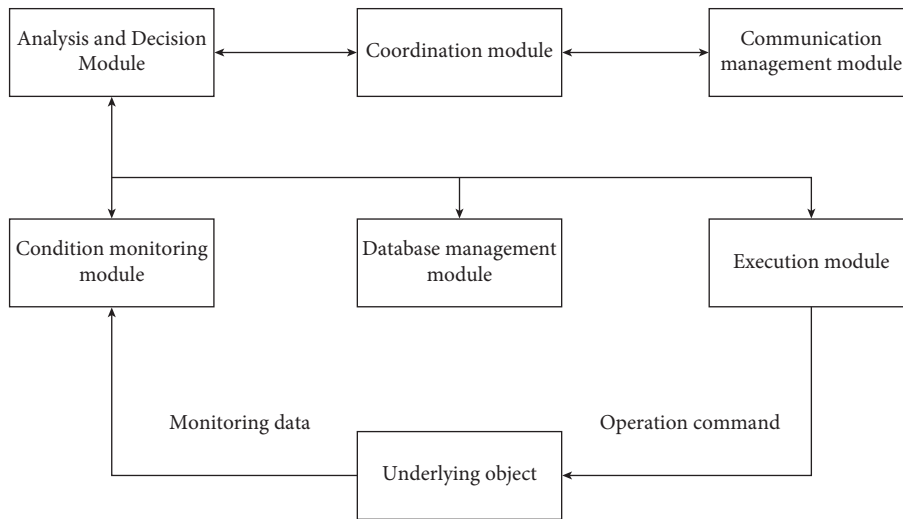 Analysis and Decision
Module
Coordination module
Communication
management module
Condition monitoring
module
Database management
module
Execution module
Monitoring data
Operation command
Underlying object